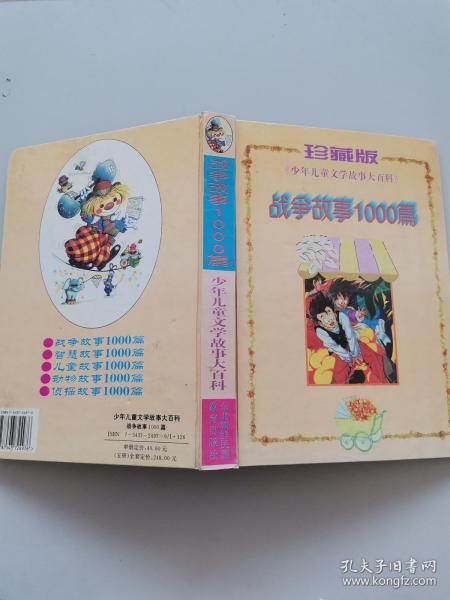 珍藏版
《少年儿童文学故事大百科》
战争故事1000篇
战争故事1000篇
少年儿童文学故事大百科
●战争故事1000篇
●智慧故事1000篇
●儿童故事1000篇
●动物故事1000篇
●侦探故事1000篇
少年儿童文学故事大百科
战争故事1000篇
孔夫子旧书网
www.kongfz.com